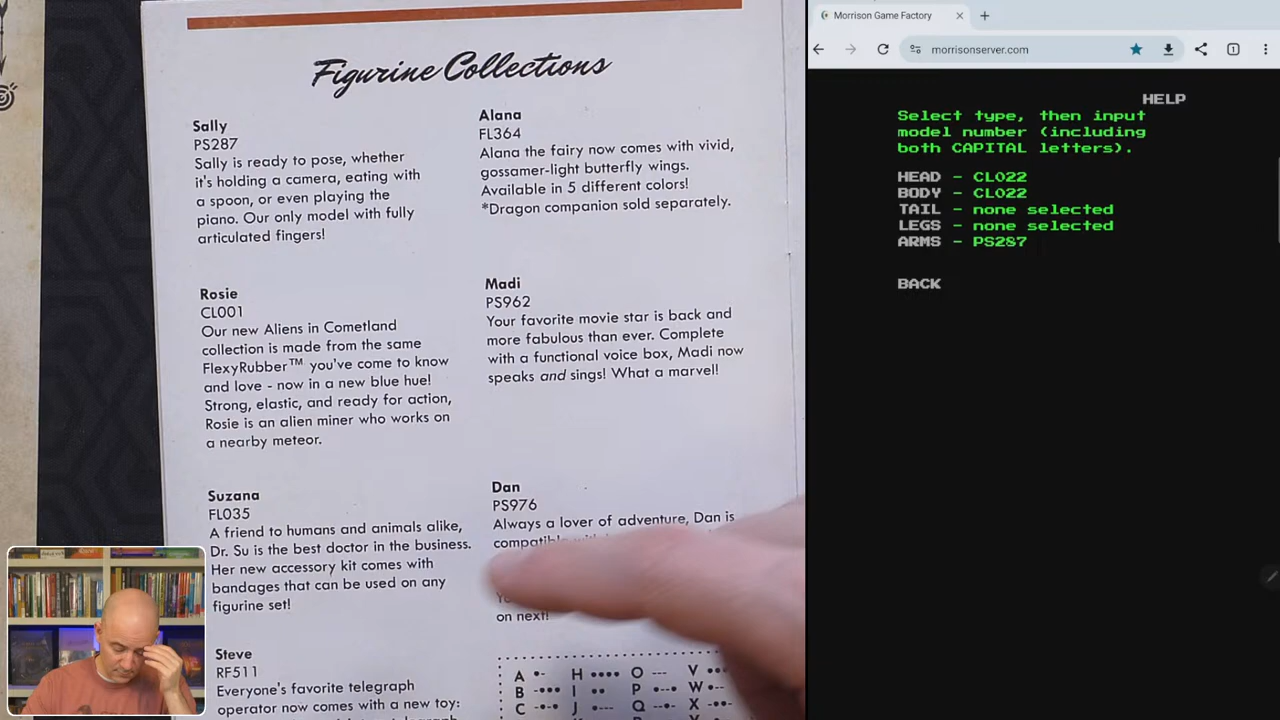 Figurine Collections
Sally
PS287
Sally is ready to pose, whether
it's holding a camera, eating with
a spoon, or even playing the
piano. Our only model with fully
articulated fingers!
Rosie
CL001
Our new Aliens in Cometland
collection is made from the same
FlexyRubber™ you've come to know
and love - now in a new blue hue!
Strong, elastic, and ready for action,
Rosie is an alien miner who works on
a nearby meteor.
Suzana
FL035
A friend to humans and animals alike,
Dr. Su is the best doctor in the business.
Her new accessory kit comes with
bandages that can be used on any
figurine set!
Steve
RF511
Everyone's favorite telegraph
operator now comes with a new toy:
Alana
FL364
Alana the fairy now comes with vivid,
gossamer-light butterfly wings.
Available in 5 different colors!
*Dragon companion sold separately.
Madi
PS962
Your favorite movie star is back and
more fabulous than ever. Complete
with a functional voice box, Madi now
speaks and sings! What a marvel!
Dan
PS976
Always a lover of adventure, Dan is
compatible
on next!
A •- H •••• O --- V
B -••• I •• P •--• W •--
C -•-• J •--- Q --•- X -••-
Morrison Game Factory
morrisonserver.com
HELP
Select type, then input
model number (including
both CAPITAL letters).
HEAD - CL022
BODY - CL022
TAIL - none selected
LEGS - none selected
ARMS - PS287
BACK